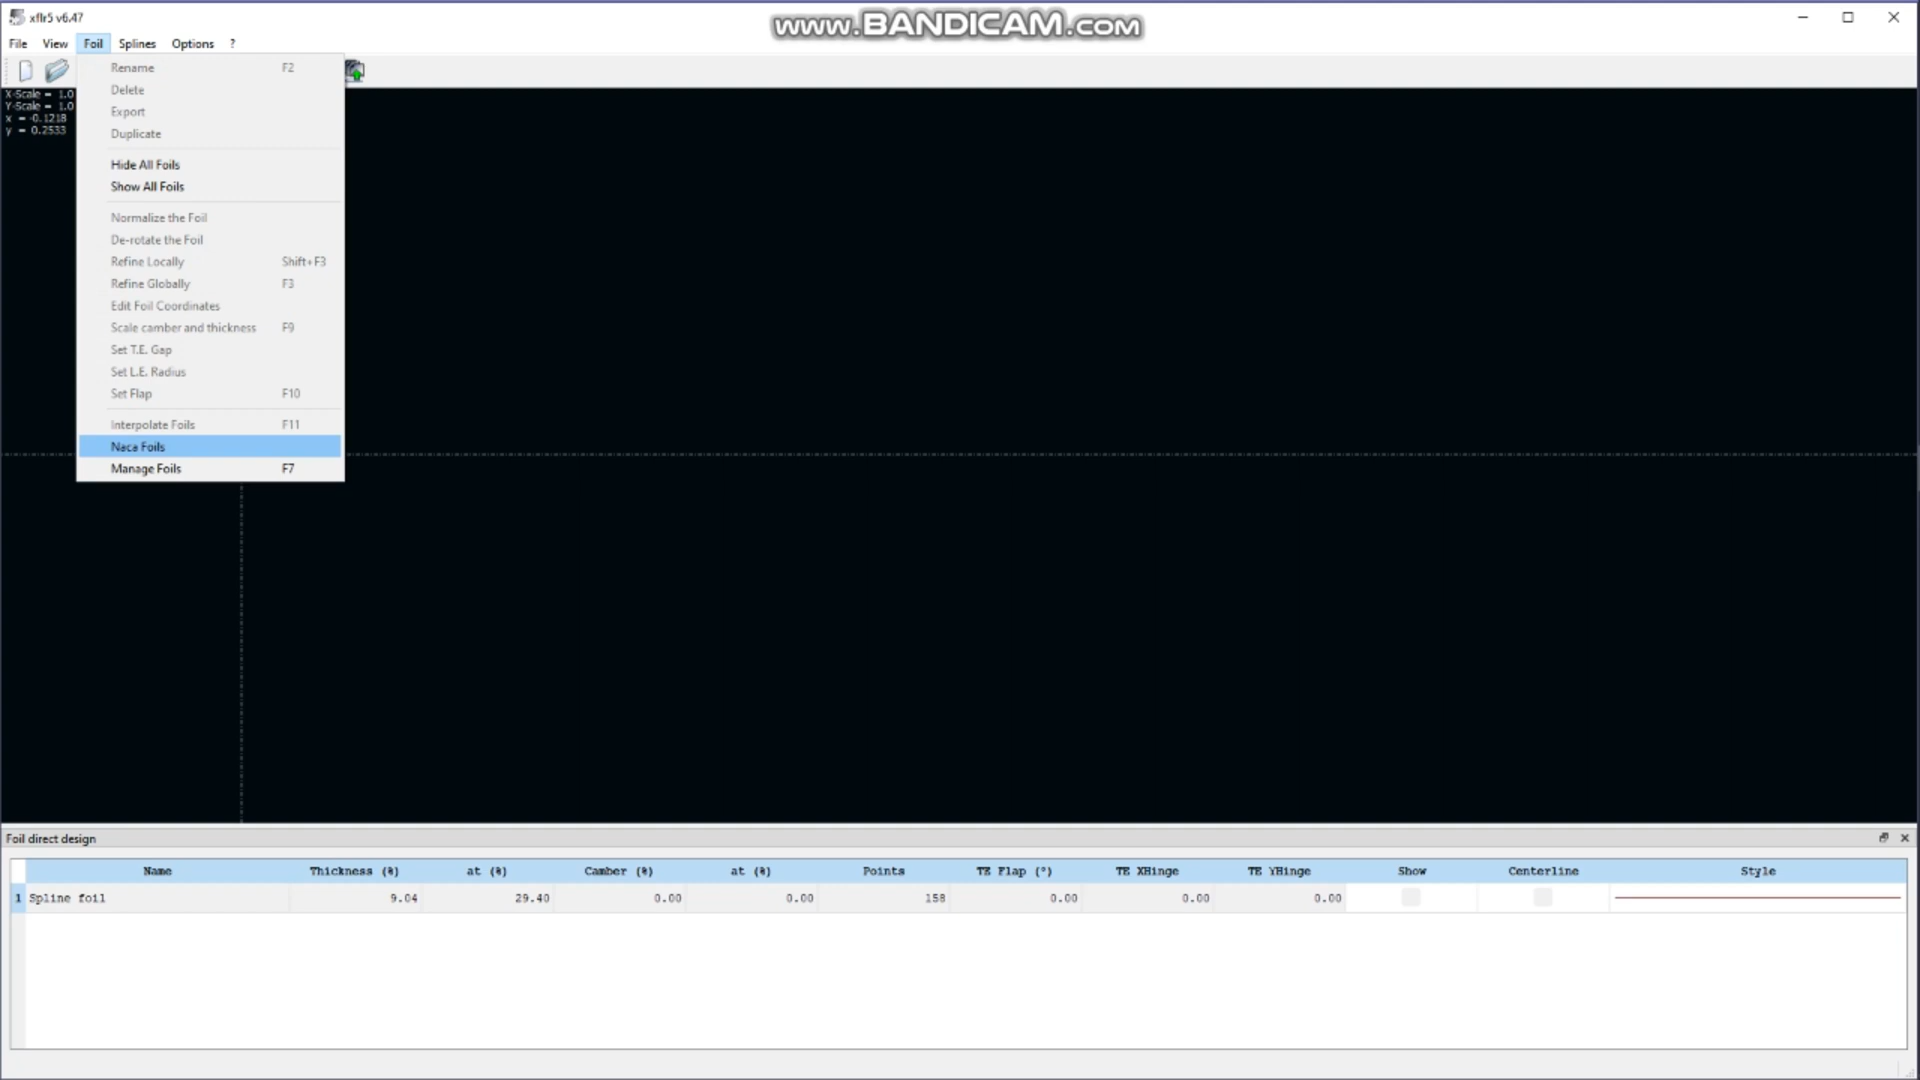 xflr5 v6.47
www.BANDICAM.com
File View Foil Splines Options ?
Rename F2
Delete
Export
Duplicate
Hide All Foils
Show All Foils
Normalize the Foil
De-rotate the Foil
Refine Locally Shift+F3
Refine Globally F3
Edit Foil Coordinates
Scale camber and thickness F9
Set T.E. Gap
Set L.E. Radius
Set Flap F10
Interpolate Foils F11
Naca Foils
Manage Foils F7
X-Scale = 1.0
Y-Scale = 1.0
x = -0.1218
y = 0.2533
Foil direct design
Name Thickness (%) at (%) Camber (%) at (%) Points TE Flap (°) TE XHinge TE YHinge Show Centerline Style
1 Spline foil 9.04 29.40 0.00 0.00 158 0.00 0.00 0.00